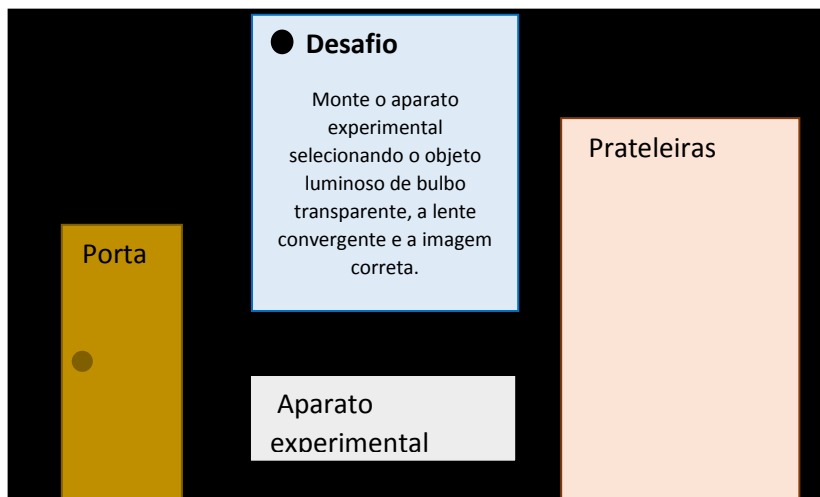 Desafio
Monte o aparato
experimental
selecionando o objeto
luminoso de bulbo
transparente, a lente
convergente e a imagem
correta.
Prateleiras
Porta
Aparato
experimental